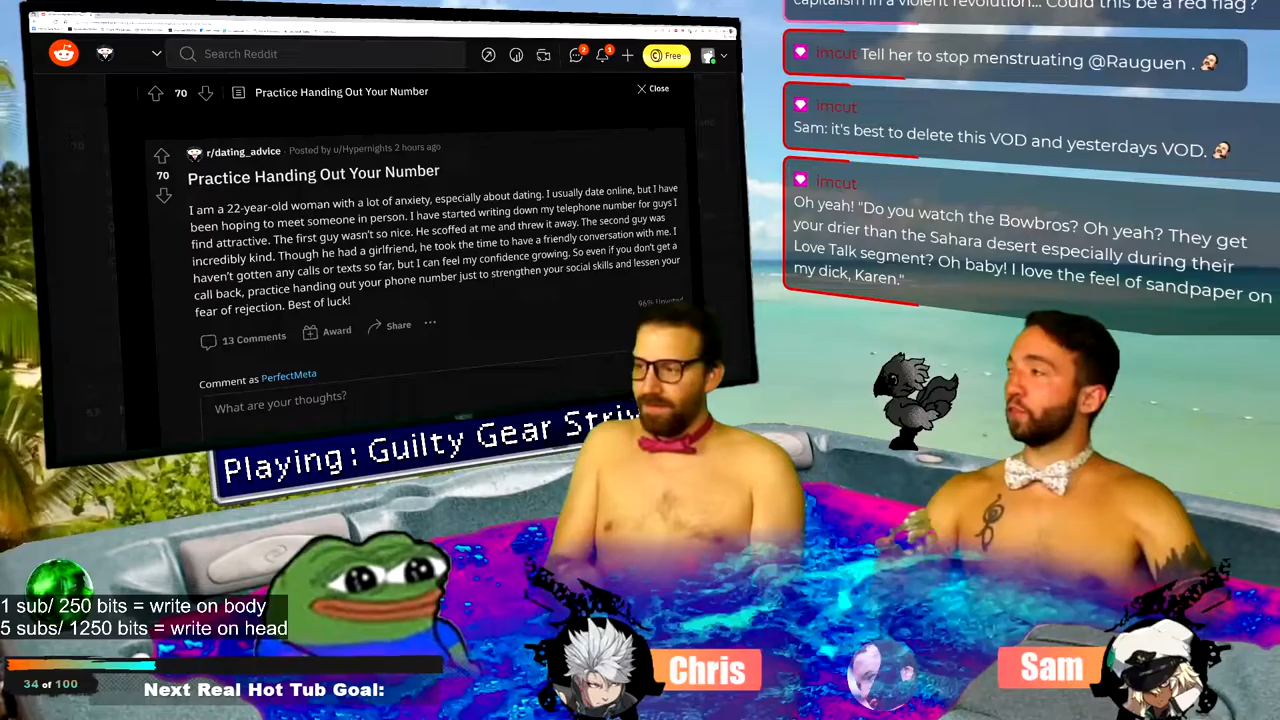 Search Reddit
2
1
Free
70
Practice Handing Out Your Number
Close
r/dating_advice · Posted by u/Hypernights 2 hours ago
70
Practice Handing Out Your Number
I am a 22-year-old woman with a lot of anxiety, especially about dating. I usually date online, but I have
been hoping to meet someone in person. I have started writing down my telephone number for guys I
find attractive. The first guy wasn't so nice. He scoffed at me and threw it away. The second guy was
incredibly kind. Though he had a girlfriend, he took the time to have a friendly conversation with me. I
haven't gotten any calls or texts so far, but I can feel my confidence growing. So even if you don't get a
call back, practice handing out your phone number just to strengthen your social skills and lessen your
fear of rejection. Best of luck!
96% Upvoted
13 Comments
Award
Share
Comment as PerfectMeta
What are your thoughts?
Playing: Guilty Gear Striv
capitalism in a violent revolution... Could this be a red flag?
imcut Tell her to stop menstruating @Rauguen .
imcut
Sam: it's best to delete this VOD and yesterdays VOD.
imcut
Oh yeah! "Do you watch the Bowbros? Oh yeah? They get
your drier than the Sahara desert especially during their
Love Talk segment? Oh baby! I love the feel of sandpaper on
my dick, Karen."
1 sub/ 250 bits = write on body
5 subs/ 1250 bits = write on head
34 of 100
Next Real Hot Tub Goal:
Chris
Sam